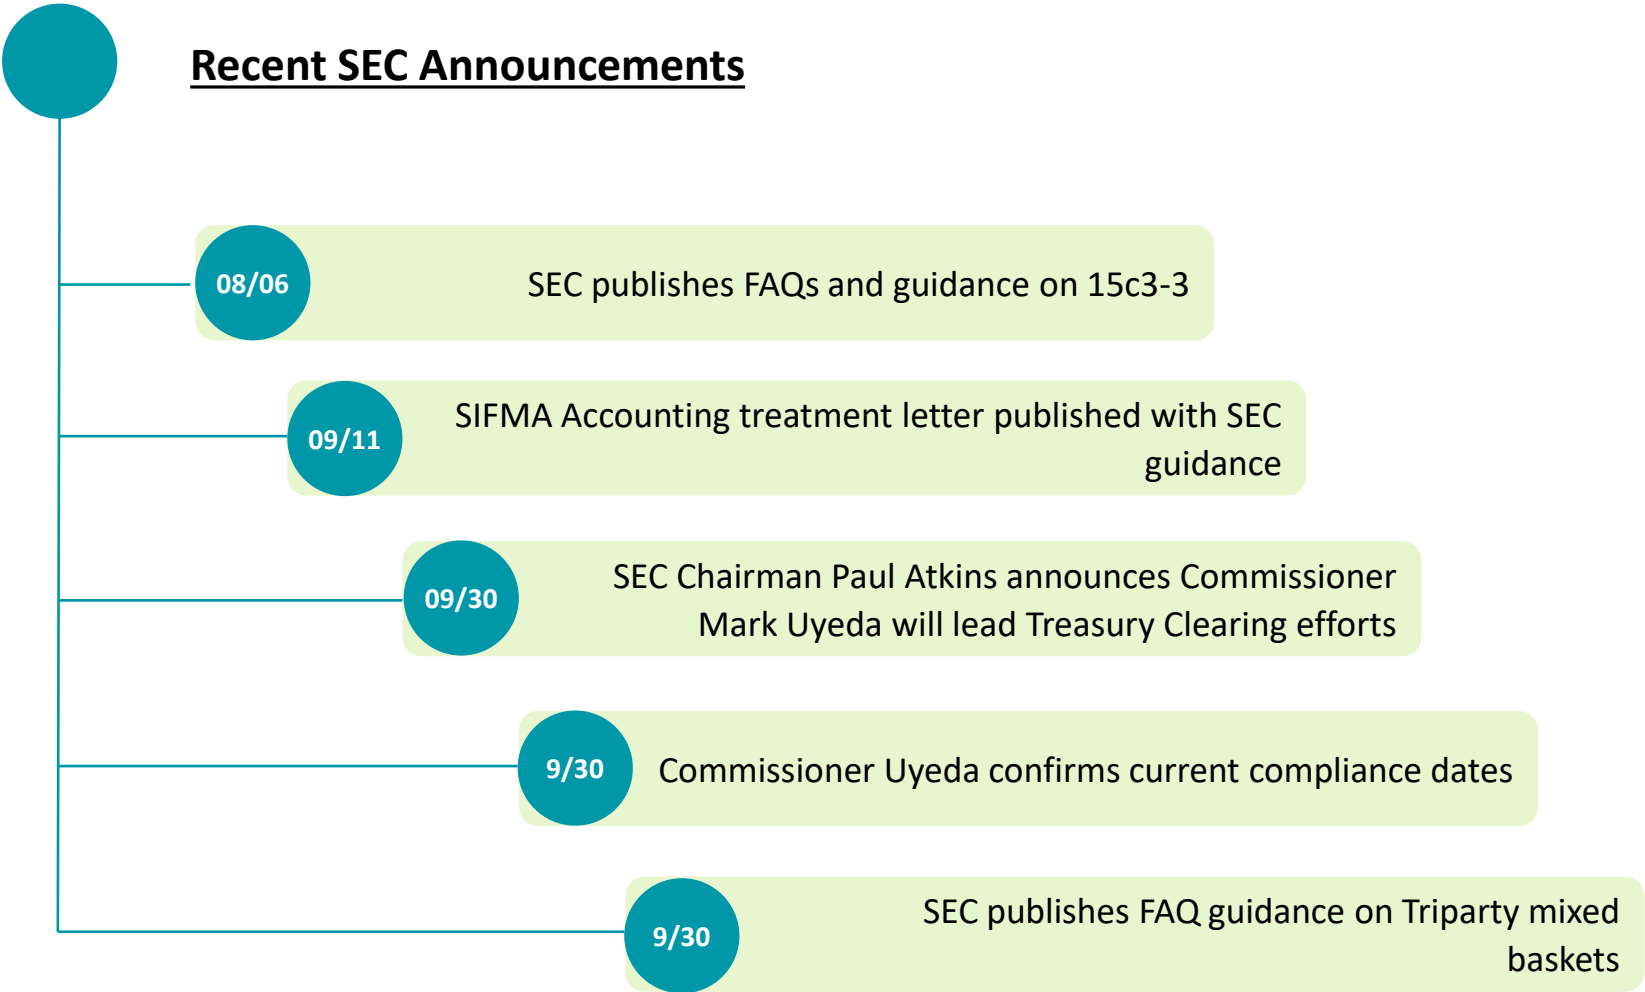 Recent SEC Announcements
08/06
SEC publishes FAQs and guidance on 15c3-3
09/11
SIFMA Accounting treatment letter published with SEC
guidance
09/30
SEC Chairman Paul Atkins announces Commissioner
Mark Uyeda will lead Treasury Clearing efforts
9/30
Commissioner Uyeda confirms current compliance dates
9/30
SEC publishes FAQ guidance on Triparty mixed
baskets